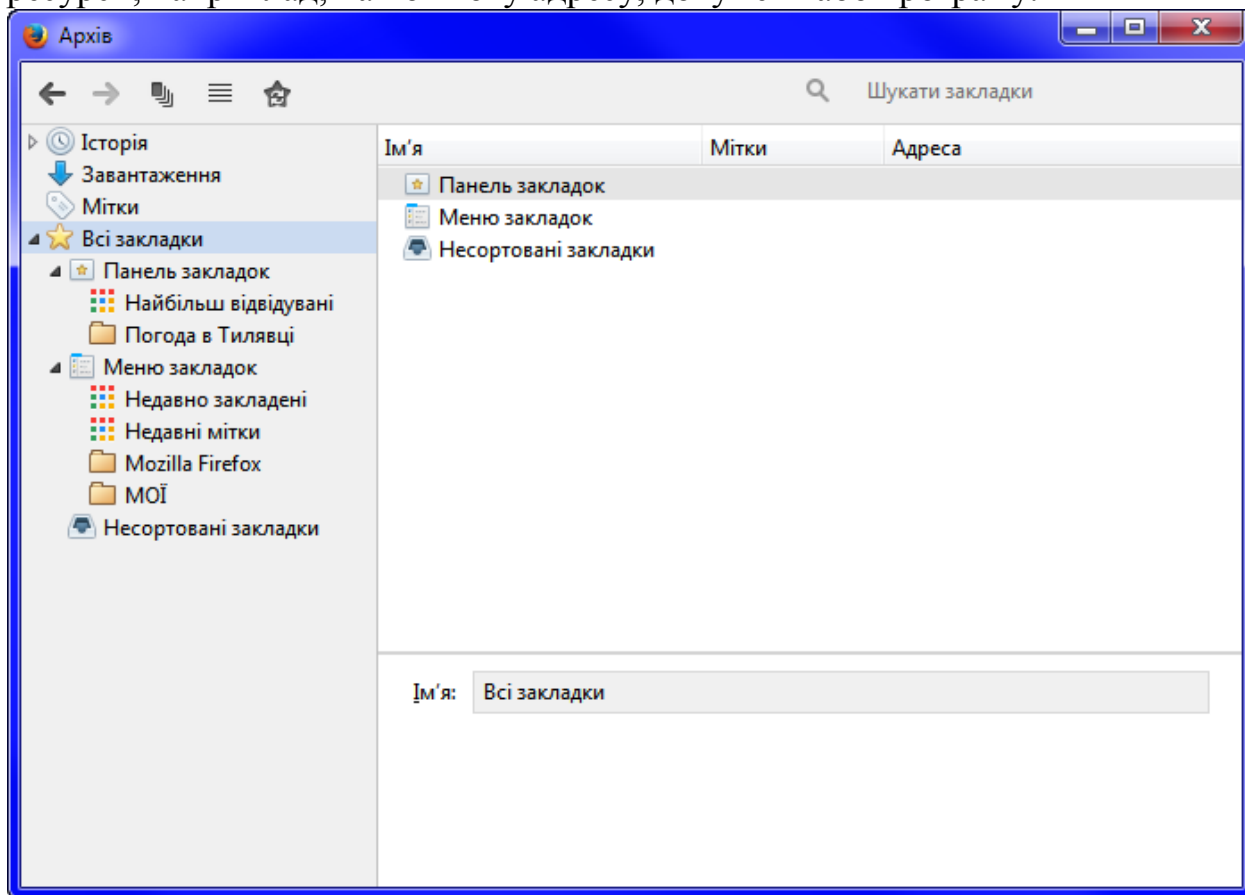 Архів
Шукати закладки
Історія
Завантаження
Мітки
Всі закладки
Панель закладок
Найбільш відвідувані
Погода в Тилявці
Меню закладок
Недавно закладені
Недавні мітки
Mozilla Firefox
МОЇ
Несортовані закладки
Ім'я Мітки Адреса
Панель закладок
Меню закладок
Несортовані закладки
Ім'я: Всі закладки